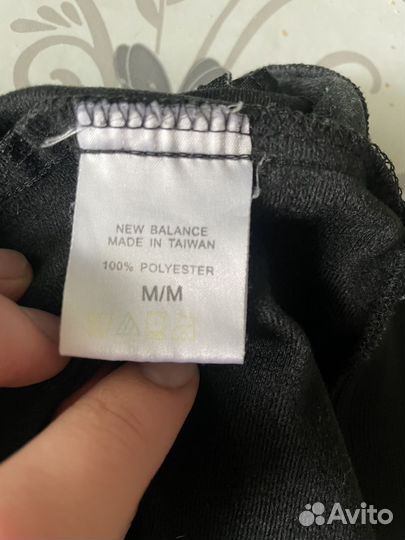 NEW BALANCE
MADE IN TAIWAN
100% POLYESTER
M/M
Avito